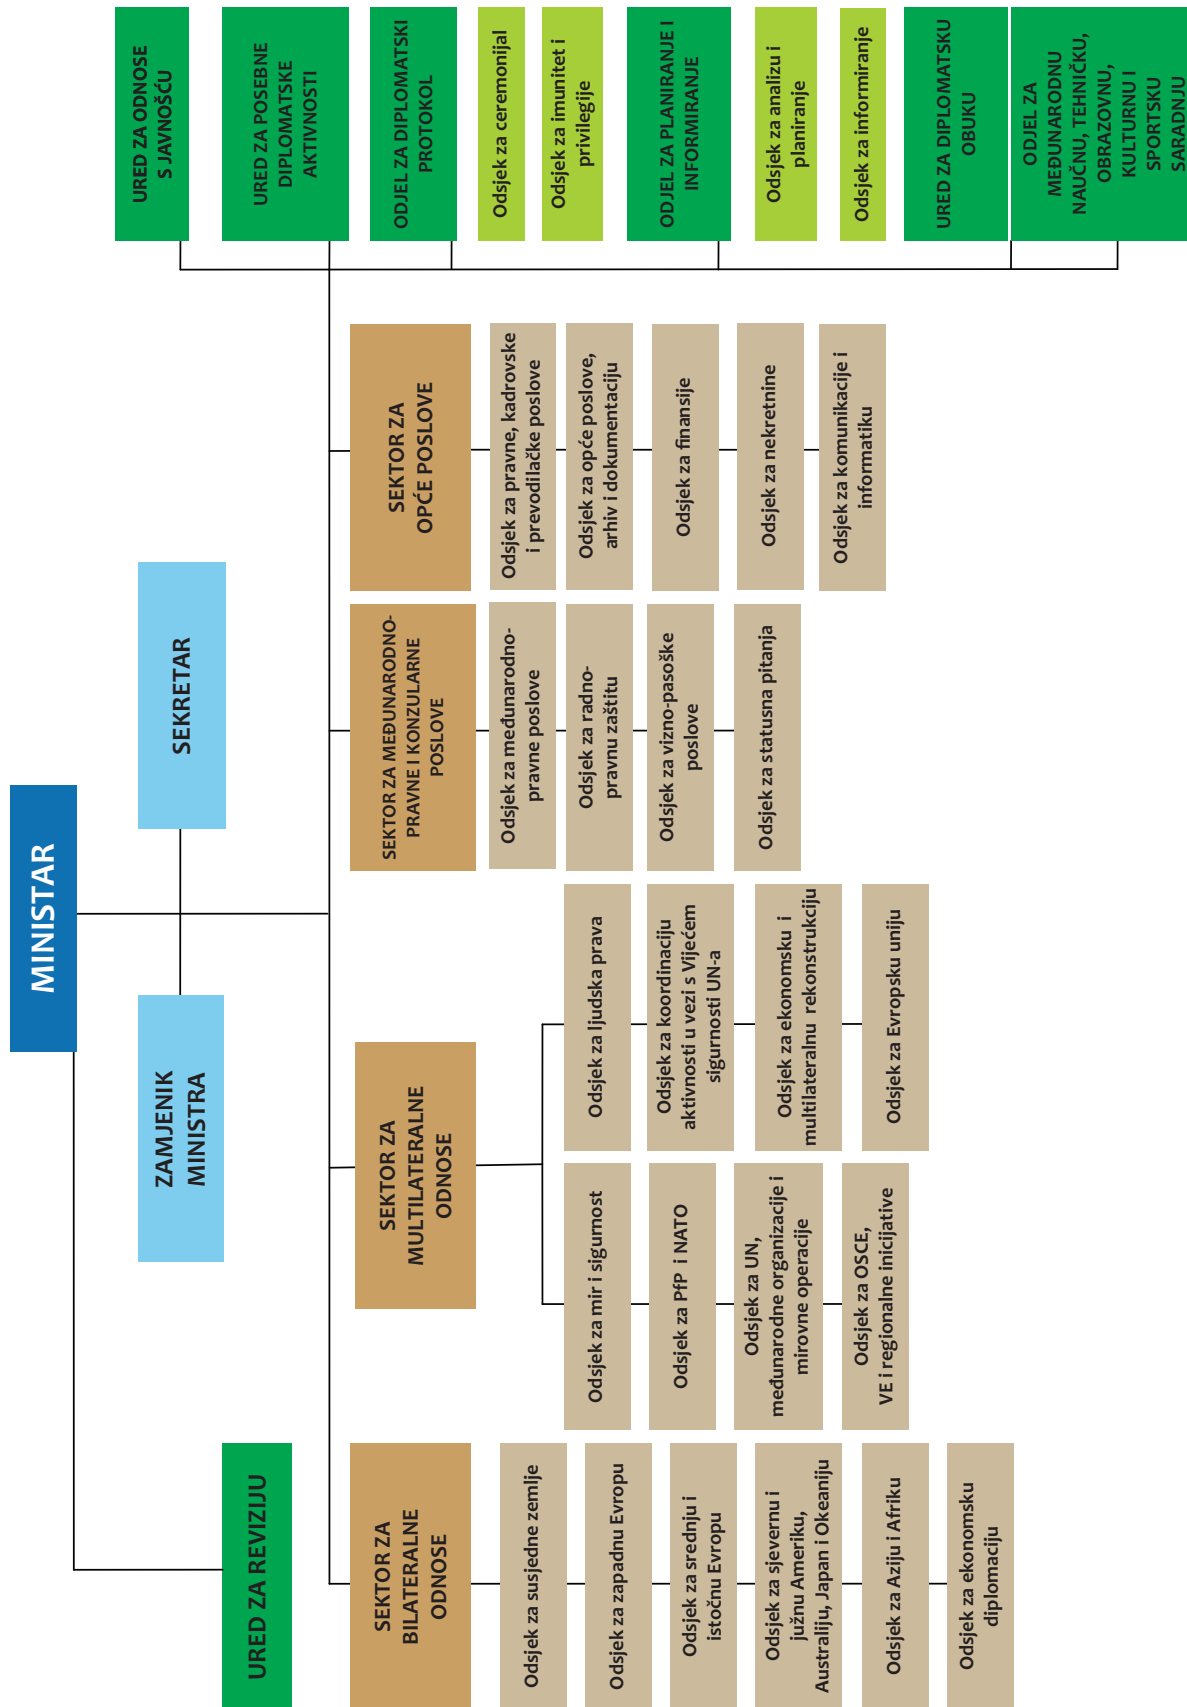 MINISTAR
ZAMJENIK
MINISTRA
SEKRETAR
URED ZA REVIZIJU
SEKTOR ZA
BILATERALNE
ODNOSE
Odsjek za susjedne zemlje
Odsjek za zapadnu Evropu
Odsjek za srednju i
istočnu Evropu
Odsjek za sjevernu i
južnu Ameriku,
Australiju, Japan i Okeaniju
Odsjek za Aziju i Afriku
Odsjek za ekonomsku
diplomaciju
SEKTOR ZA
MULTILATERALNE
ODNOSE
Odsjek za mir i sigurnost
Odsjek za PfP i NATO
Odsjek za UN,
međunarodne organizacije i
mirovne operacije
Odsjek za OSCE,
VE i regionalne inicijative
Odsjek za ljudska prava
Odsjek za koordinaciju
aktivnosti u vezi s Vijećem
sigurnosti UN-a
Odsjek za ekonomsku i
multilateralnu rekonstrukciju
Odsjek za Evropsku uniju
SEKTOR ZA MEĐUNARODNO-
PRAVNE I KONZULARNE
POSLOVE
Odsjek za međunarodno-
pravne poslove
Odsjek za radno-
pravnu zaštitu
Odsjek za vizno-pasoške
poslove
Odsjek za statusna pitanja
SEKTOR ZA
OPĆE POSLOVE
Odsjek za pravne, kadrovske
i prevodilačke poslove
Odsjek za opće poslove,
arhiv i dokumentaciju
Odsjek za finansije
Odsjek za nekretnine
Odsjek za komunikacije i
informatiku
URED ZA ODNOSE
S JAVNOŠĆU
URED ZA POSEBNE
DIPLOMATSKE
AKTIVNOSTI
ODJEL ZA DIPLOMATSKI
PROTOKOL
Odsjek za ceremonijal
Odsjek za imunitet i
privilegije
ODJEL ZA PLANIRANJE I
INFORMIRANJE
Odsjek za analizu i
planiranje
Odsjek za informiranje
URED ZA DIPLOMATSKU
OBUKU
ODJEL ZA
MEĐUNARODNU
NAUČNU, TEHNIČKU,
OBRAZOVNU,
KULTURNU I
SPORTSKU
SARADNJU